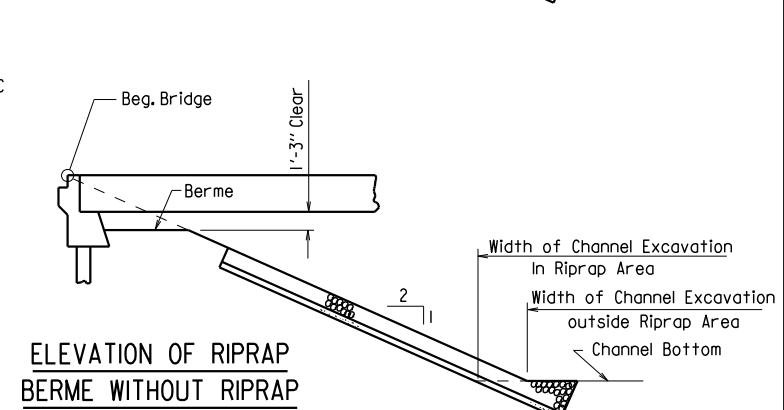 C
Beg. Bridge
1'-3" Clear
Berme
Width of Channel Excavation
In Riprap Area
2
1
Width of Channel Excavation
outside Riprap Area
Channel Bottom
ELEVATION OF RIPRAP
BERME WITHOUT RIPRAP